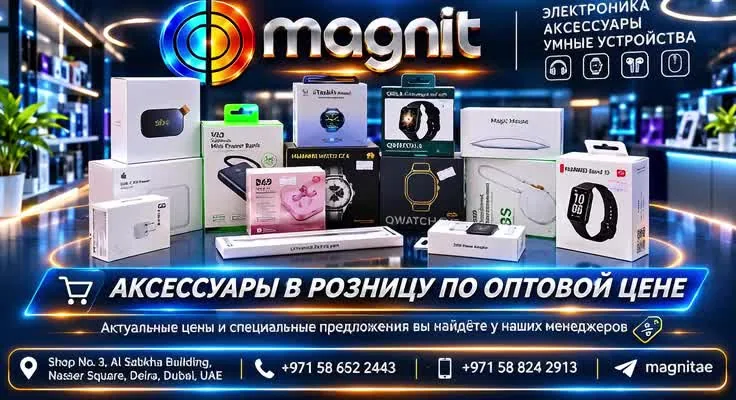 magnit
ЭЛЕКТРОНИКА
АКСЕССУАРЫ
УМНЫЕ УСТРОЙСТВА
Magic Mouse
QWATCH
BS
АКСЕССУАРЫ В РОЗНИЦУ ПО ОПТОВОЙ ЦЕНЕ
Актуальные цены и специальные предложения вы найдёте у наших менеджеров
Shop No. 3, Al Sabkha Building,
Nasser Square, Deira, Dubai, UAE
+971 58 652 2443
+971 58 824 2913
magnitae